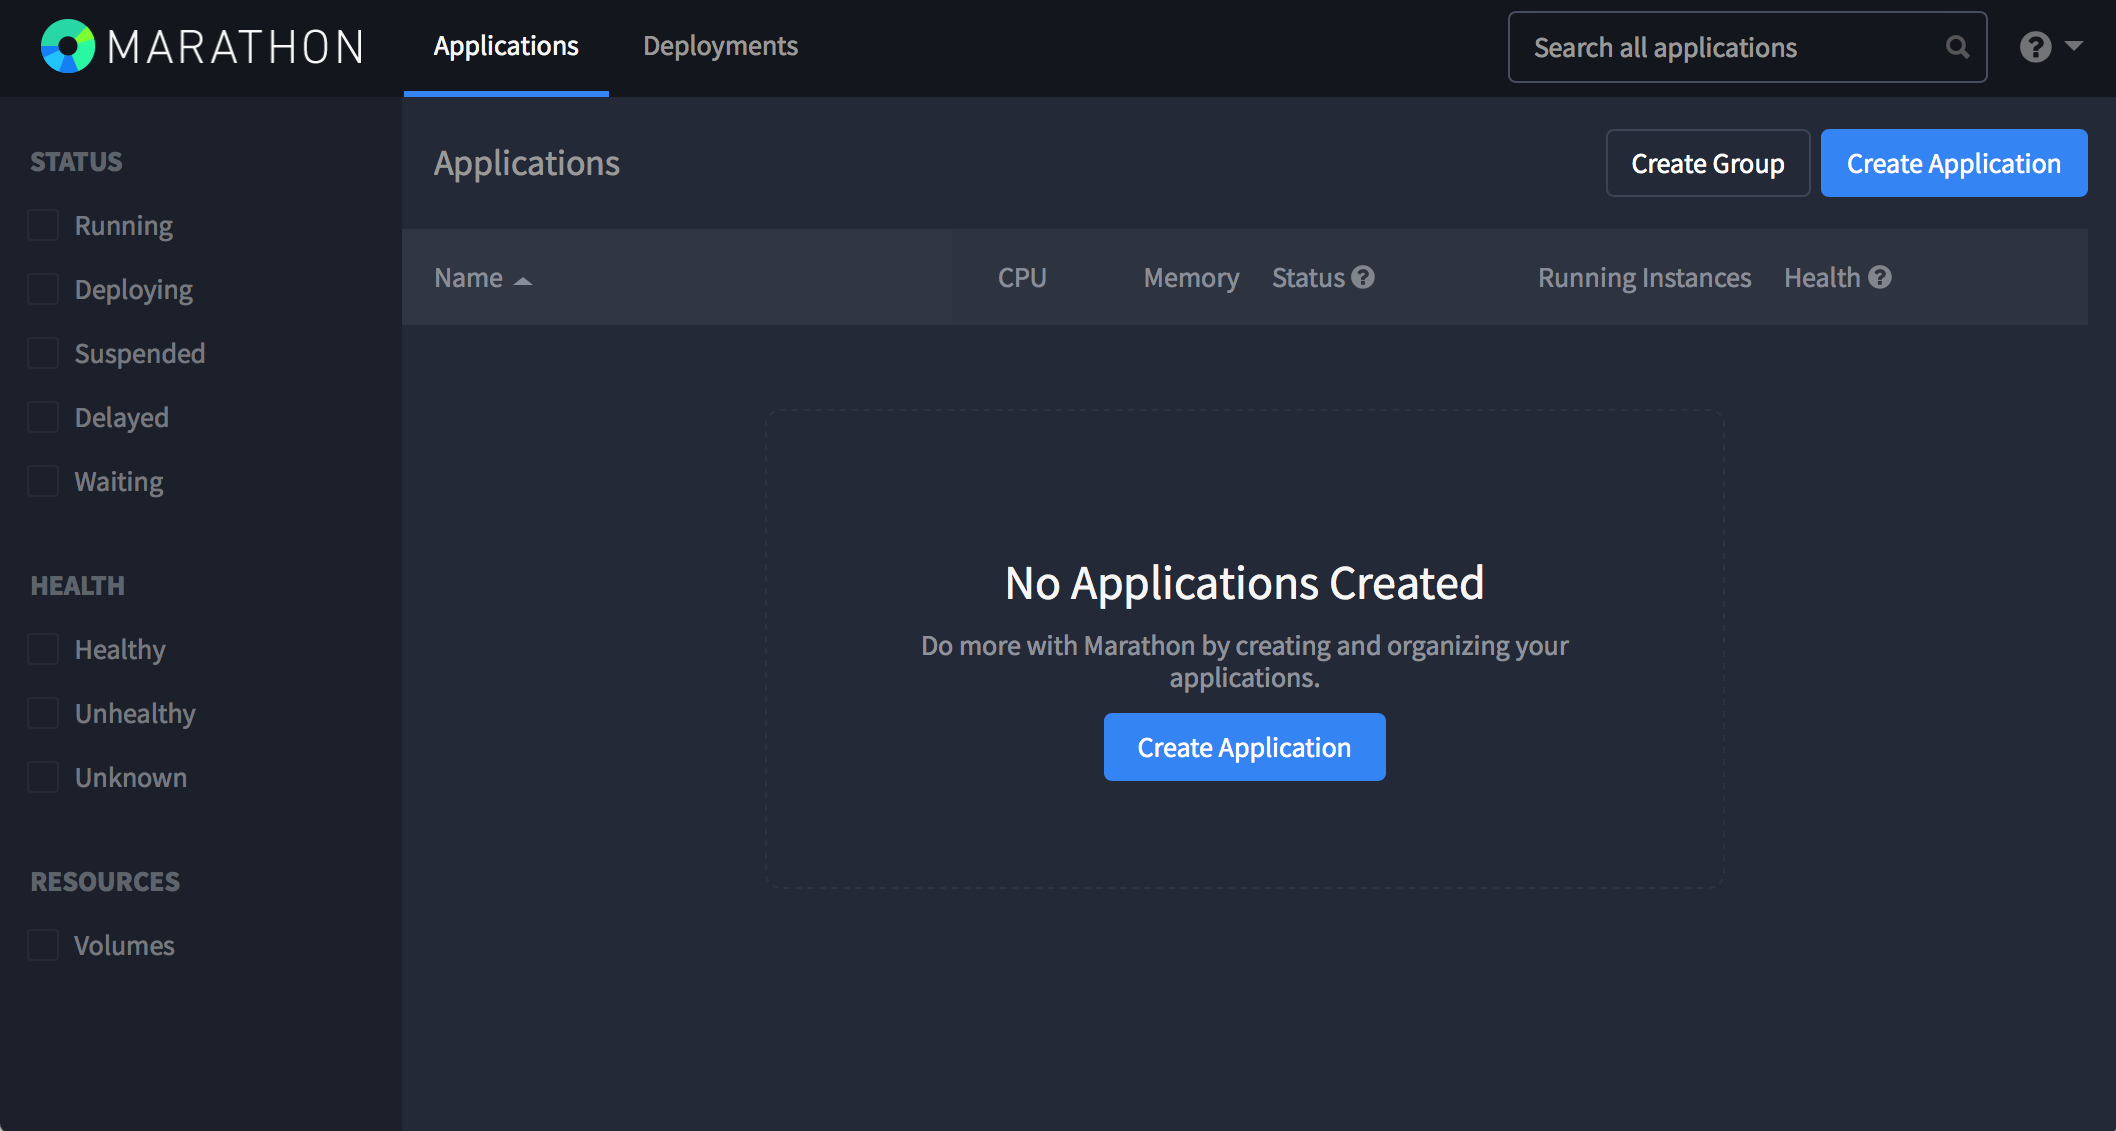 MARATHON
Applications
Deployments
Search all applications
STATUS
Running
Deploying
Suspended
Delayed
Waiting
HEALTH
Healthy
Unhealthy
Unknown
RESOURCES
Volumes
Applications
Create Group
Create Application
Name CPU Memory Status Running Instances Health
No Applications Created
Do more with Marathon by creating and organizing your
applications.
Create Application